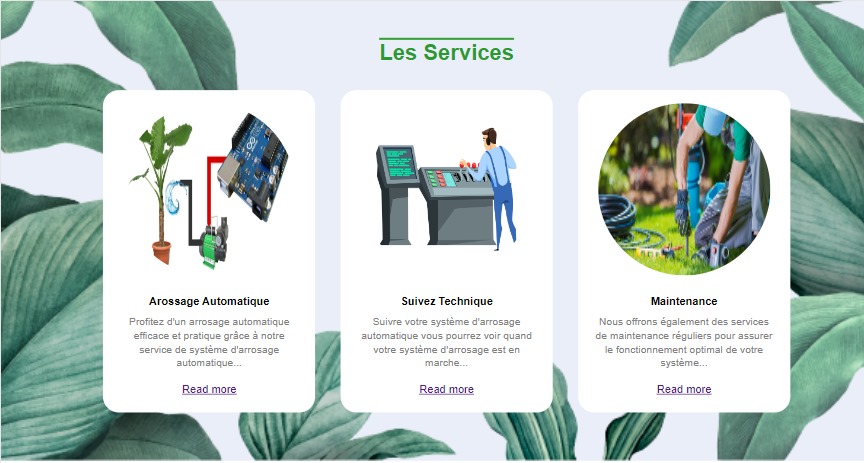 Les Services
Arossage Automatique
Profitez d'un arrosage automatique
efficace et pratique grâce à notre
service de système d'arrosage
automatique...
Read more
Suivez Technique
Suivre votre système d'arrosage
automatique vous pourrez voir quand
votre système d'arrosage est en
marche...
Read more
Maintenance
Nous offrons également des services
de maintenance réguliers pour assurer
le fonctionnement optimal de votre
système...
Read more